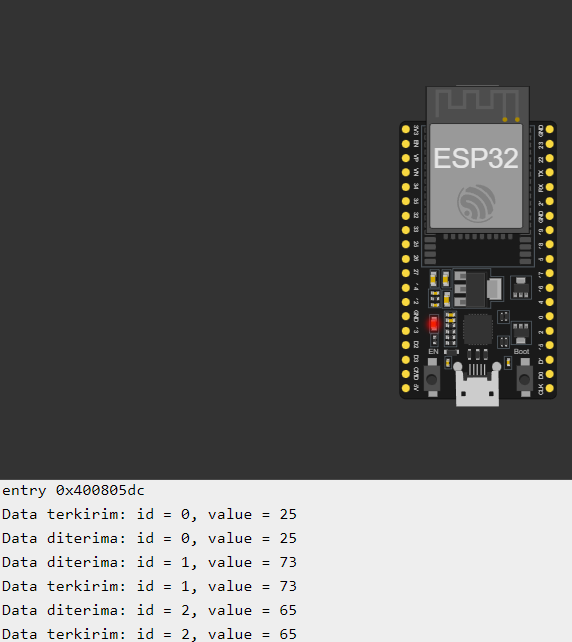 ESP32
EN
Boot
entry 0x400805dc
Data terkirim: id = 0, value = 25
Data diterima: id = 0, value = 25
Data diterima: id = 1, value = 73
Data terkirim: id = 1, value = 73
Data diterima: id = 2, value = 65
Data terkirim: id = 2, value = 65